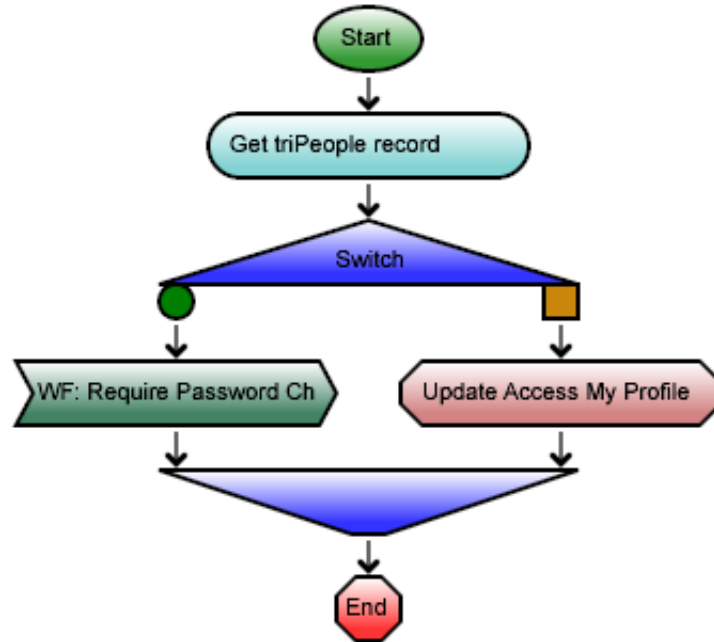 Start
Get triPeople record
Switch
WF: Require Password Ch
Update Access My Profile
End